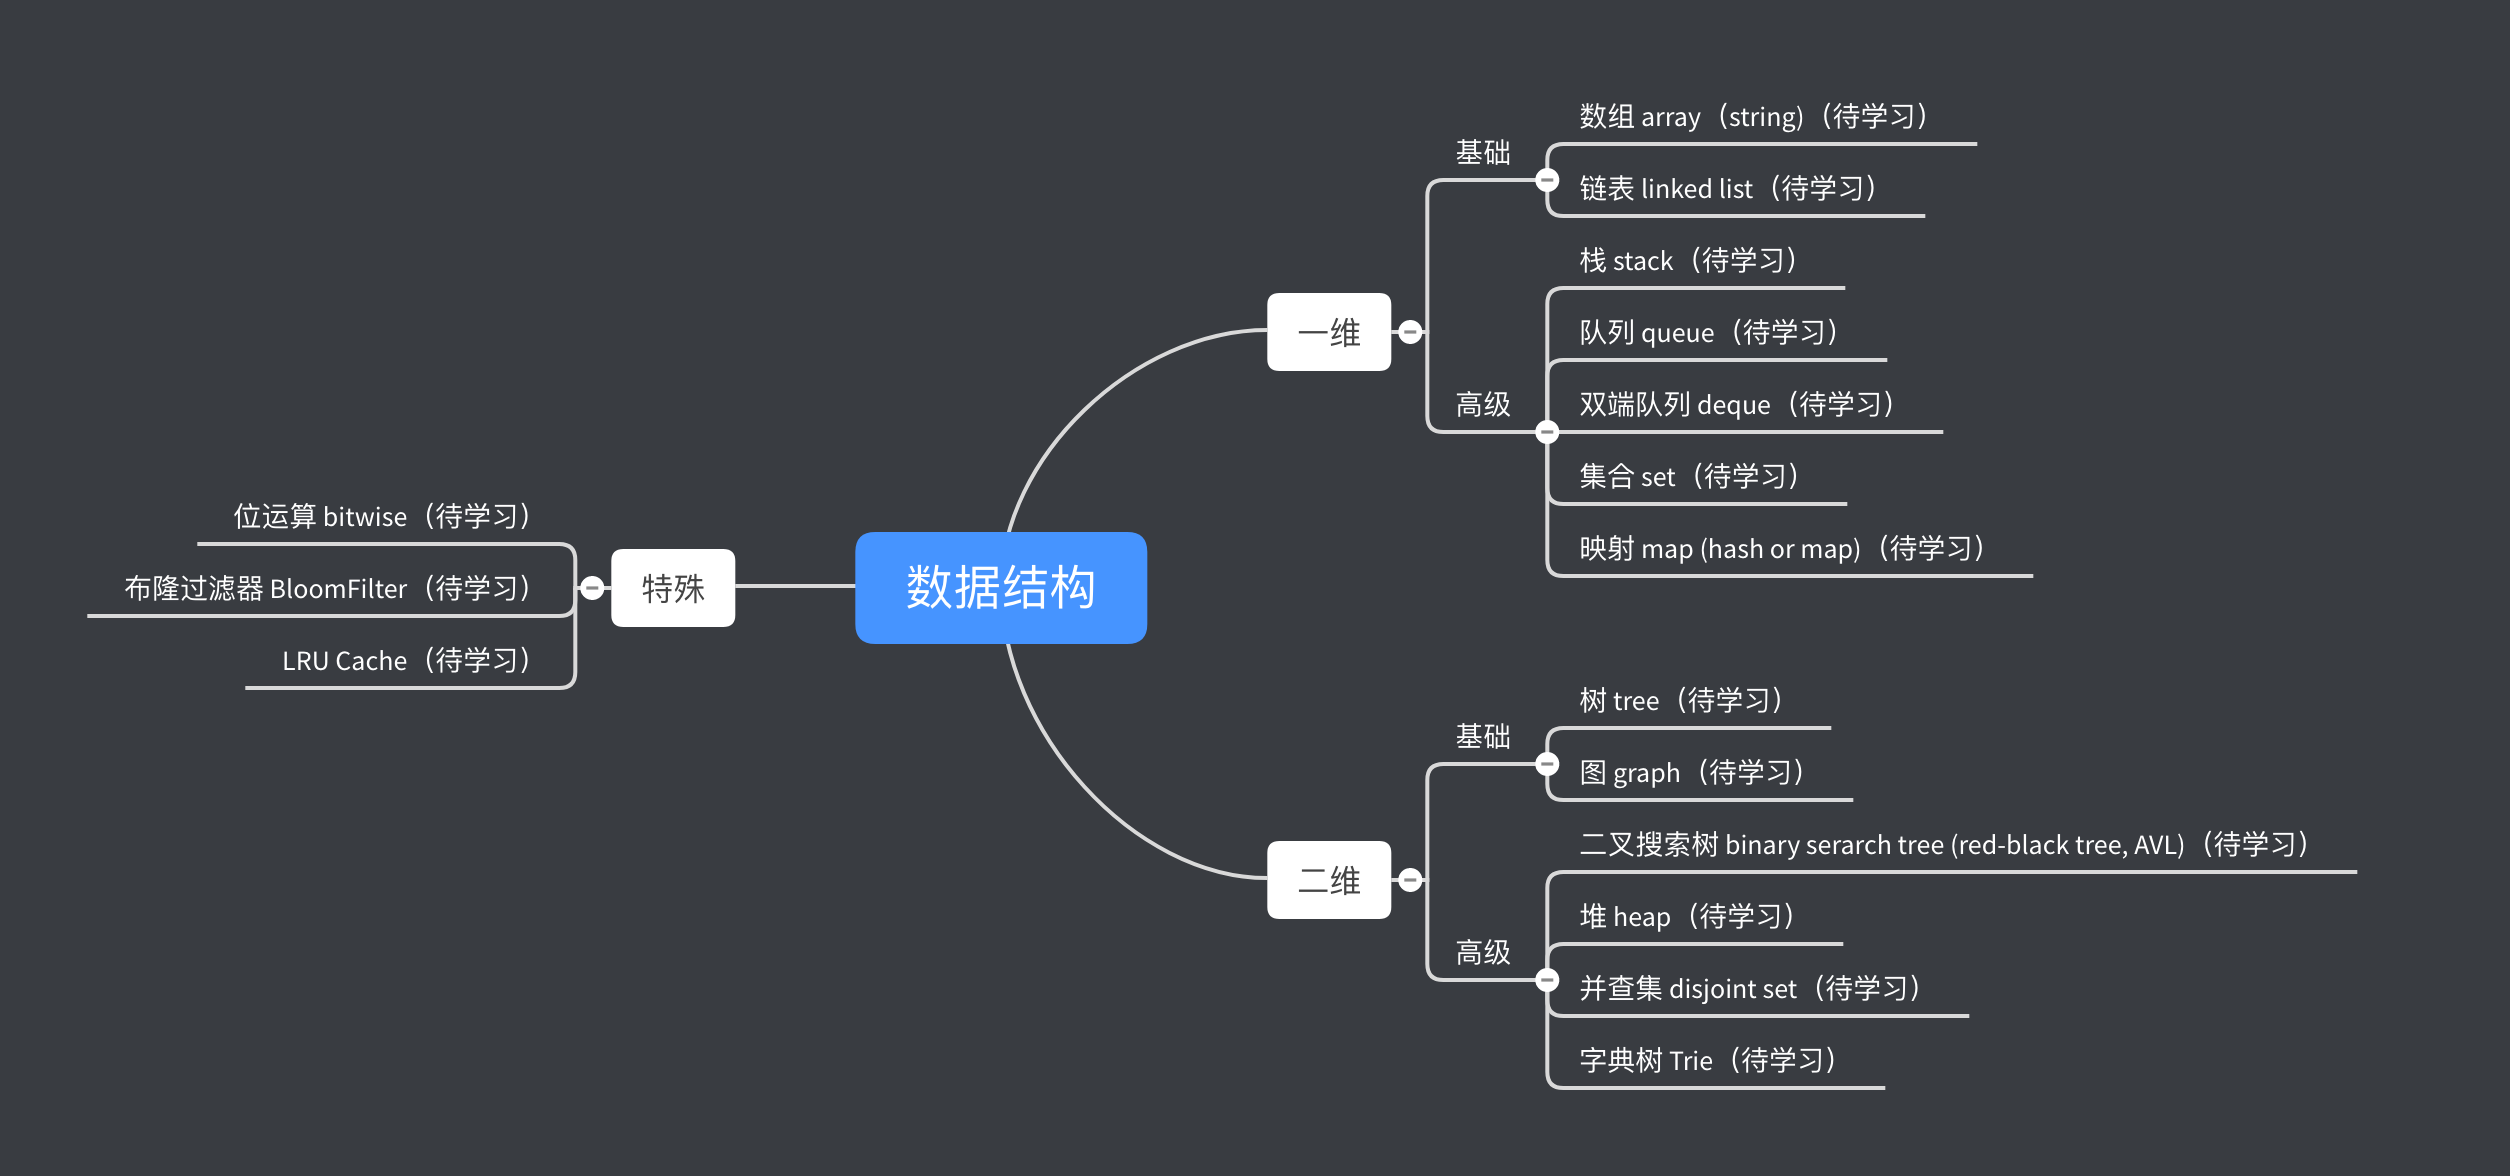 数据结构
一维
基础
数组 array（string)（待学习）
链表 linked list（待学习）
高级
栈 stack（待学习）
队列 queue（待学习）
双端队列 deque（待学习）
集合 set（待学习）
映射 map (hash or map)（待学习）
二维
基础
树 tree（待学习）
图 graph（待学习）
高级
二叉搜索树 binary serarch tree (red-black tree, AVL)（待学习）
堆 heap（待学习）
并查集 disjoint set（待学习）
字典树 Trie（待学习）
特殊
位运算 bitwise（待学习）
布隆过滤器 BloomFilter（待学习）
LRU Cache（待学习）